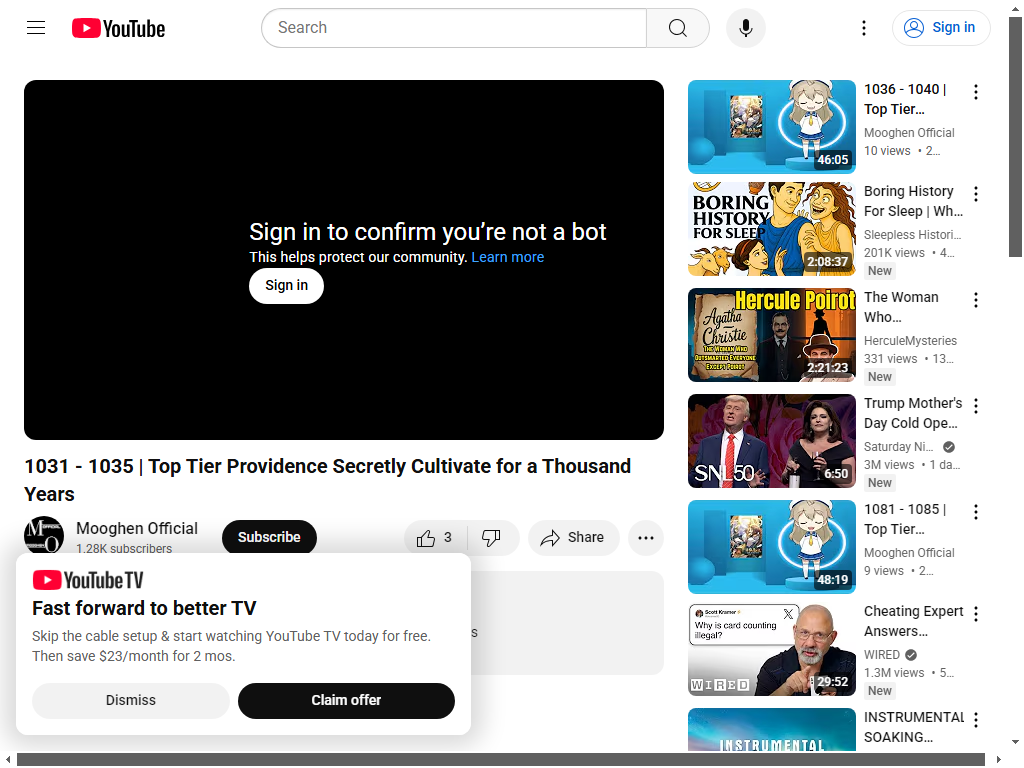 YouTube
Search
Sign in
Sign in to confirm you're not a bot
This helps protect our community. Learn more
Sign in
1031 - 1035 | Top Tier Providence Secretly Cultivate for a Thousand
Years
Mooghen Official
1.28K subscribers
Subscribe
3
Share
YouTube TV
Fast forward to better TV
Skip the cable setup & start watching YouTube TV today for free.
Then save $23/month for 2 mos.
Dismiss
Claim offer
46:05
1036 - 1040 |
Top Tier…
Mooghen Official
10 views • 2…
BORING
HISTORY
FOR SLEEP
2:08:37
Boring History
For Sleep | Wh…
Sleepless Histori…
201K views • 4…
New
Hercule Poirot
Agatha
Christie
THE WOMAN WHO
OUTSMARTED EVERYONE
EXCEPT POIROT
2:21:23
The Woman
Who…
HerculeMysteries
331 views • 13…
New
SNL50
6:50
Trump Mother's
Day Cold Ope…
Saturday Ni…
3M views • 1 da…
New
48:19
1081 - 1085 |
Top Tier…
Mooghen Official
9 views • 2…
Scott Kramer
Why is card counting
illegal?
WIRED
29:52
Cheating Expert
Answers…
WIRED
1.3M views • 5…
New
INSTRUMENTAL
INSTRUMENTAL
SOAKING…